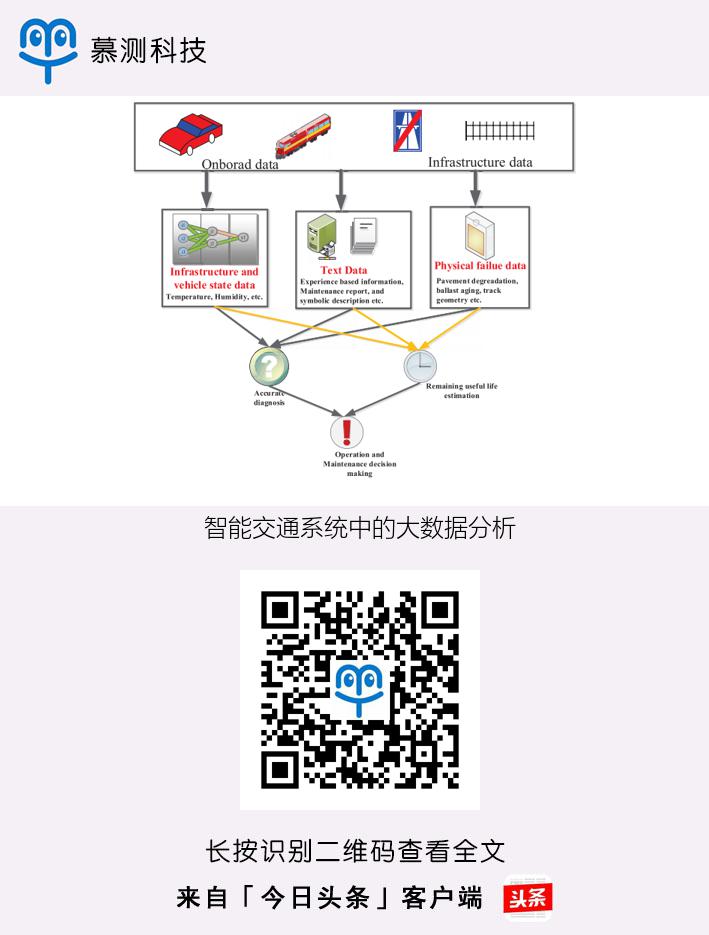 慕测科技
Onborad data
Infrastructure data
Infrastructure and
vehicle state data
Temperature, Humidity, etc.
Text Data
Experience based information,
Maintenance report, and
symbolic description etc.
Physical failue data
Pavement degredation,
ballast aging, track
geometry etc.
Accurate
diagnosis
Remaining useful life
estimation
Operation and
Maintenance decision
making
智能交通系统中的大数据分析
长按识别二维码查看全文
来自「今日头条」客户端
头条